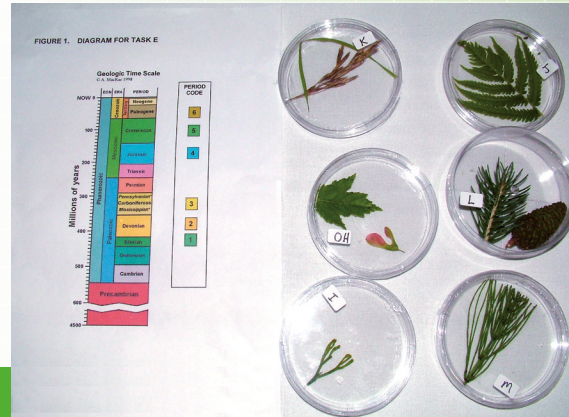 FIGURE 1. DIAGRAM FOR TASK E
Geologic Time Scale
© A. MacRae 1998
EON ERA PERIOD
NOW 0
100
200
300
400
500
600
4500
Millions of years
Phanerozoic
Cenozoic
Mesozoic
Paleozoic
Neogene
Paleogene
Cretaceous
Jurassic
Triassic
Permian
Pennsylvanian*
Carboniferous
Mississippian*
Devonian
Silurian
Ordovician
Cambrian
Precambrian
PERIOD
CODE
6
5
4
3
2
1
K
J
OH
L
I
M